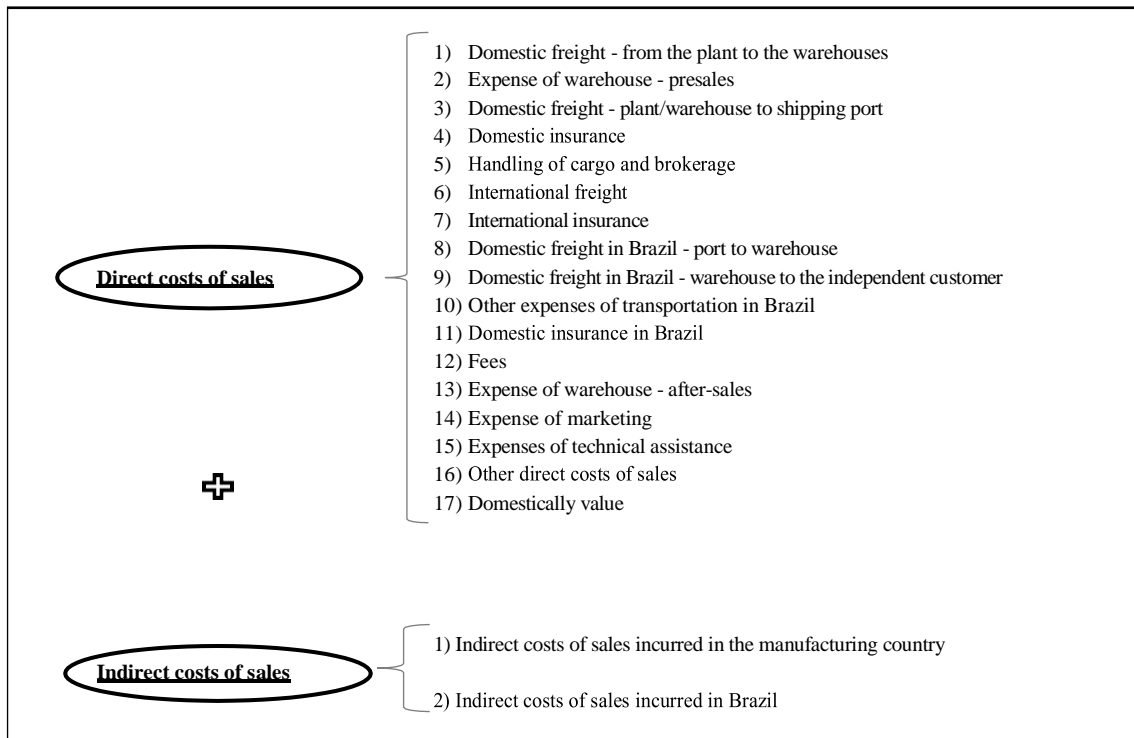 1) Domestic freight - from the plant to the warehouses
2) Expense of warehouse - presales
3) Domestic freight - plant/warehouse to shipping port
4) Domestic insurance
5) Handling of cargo and brokerage
6) International freight
7) International insurance
8) Domestic freight in Brazil - port to warehouse
Direct costs of sales
9) Domestic freight in Brazil - warehouse to the independent customer
10) Other expenses of transportation in Brazil
11) Domestic insurance in Brazil
12) Fees
13) Expense of warehouse - after-sales
14) Expense of marketing
15) Expenses of technical assistance
16) Other direct costs of sales
17) Domestically value
1) Indirect costs of sales incurred in the manufacturing country
Indirect costs of sales
2) Indirect costs of sales incurred in Brazil